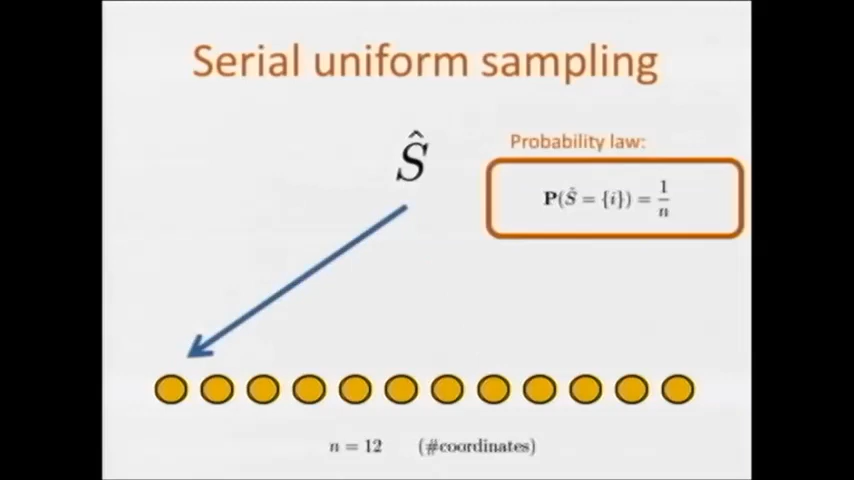 Serial uniform sampling
Ŝ
Probability law:
P(Ŝ = {i}) = 1/n
n = 12 (#coordinates)